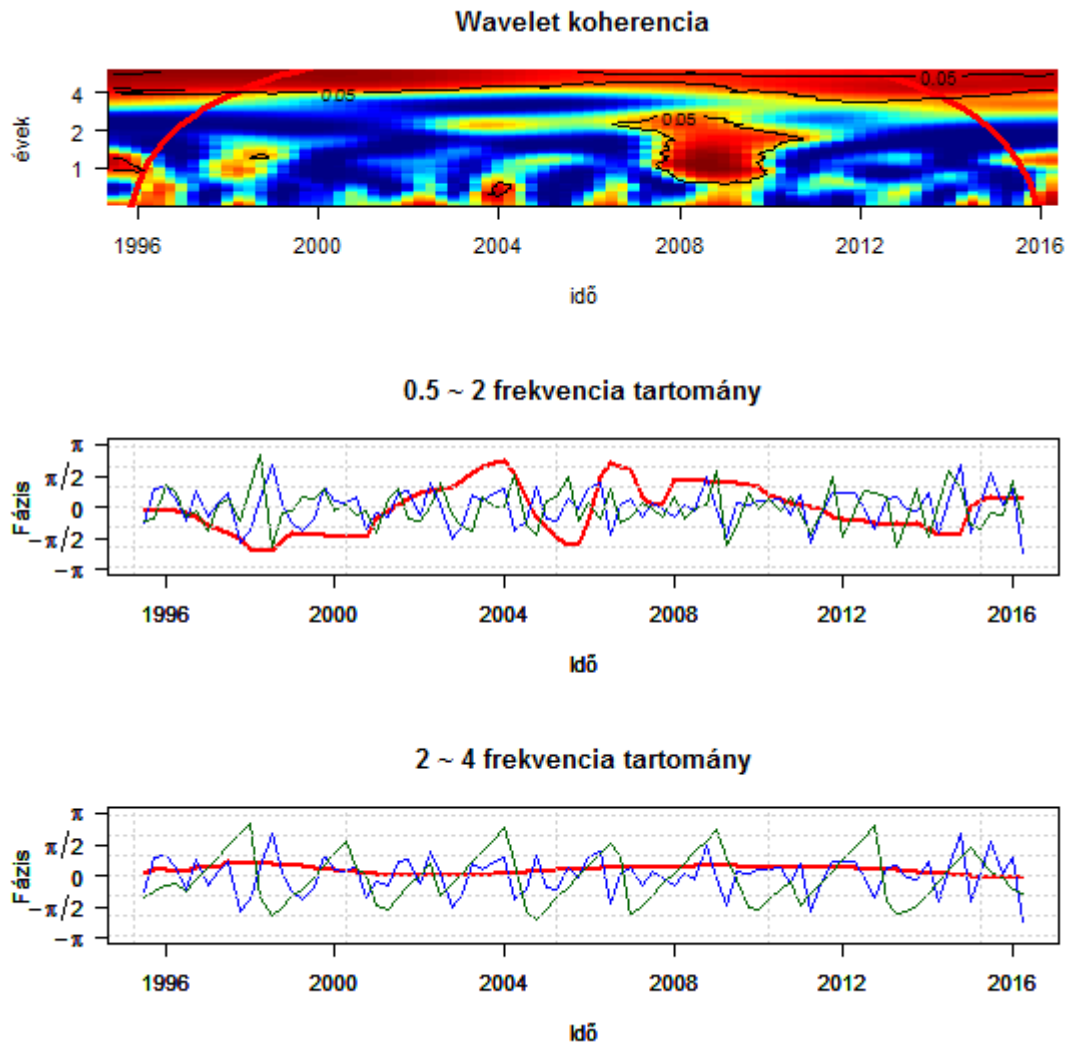 Wavelet koherencia
évek
4
2
1
0.05
0.05
0.05
1996 2000 2004 2008 2012 2016
idő
0.5 ~ 2 frekvencia tartomány
Fázis
π
π/2
0
−π/2
−π
1996 2000 2004 2008 2012 2016
Idő
2 ~ 4 frekvencia tartomány
Fázis
π
π/2
0
−π/2
−π
1996 2000 2004 2008 2012 2016
Idő